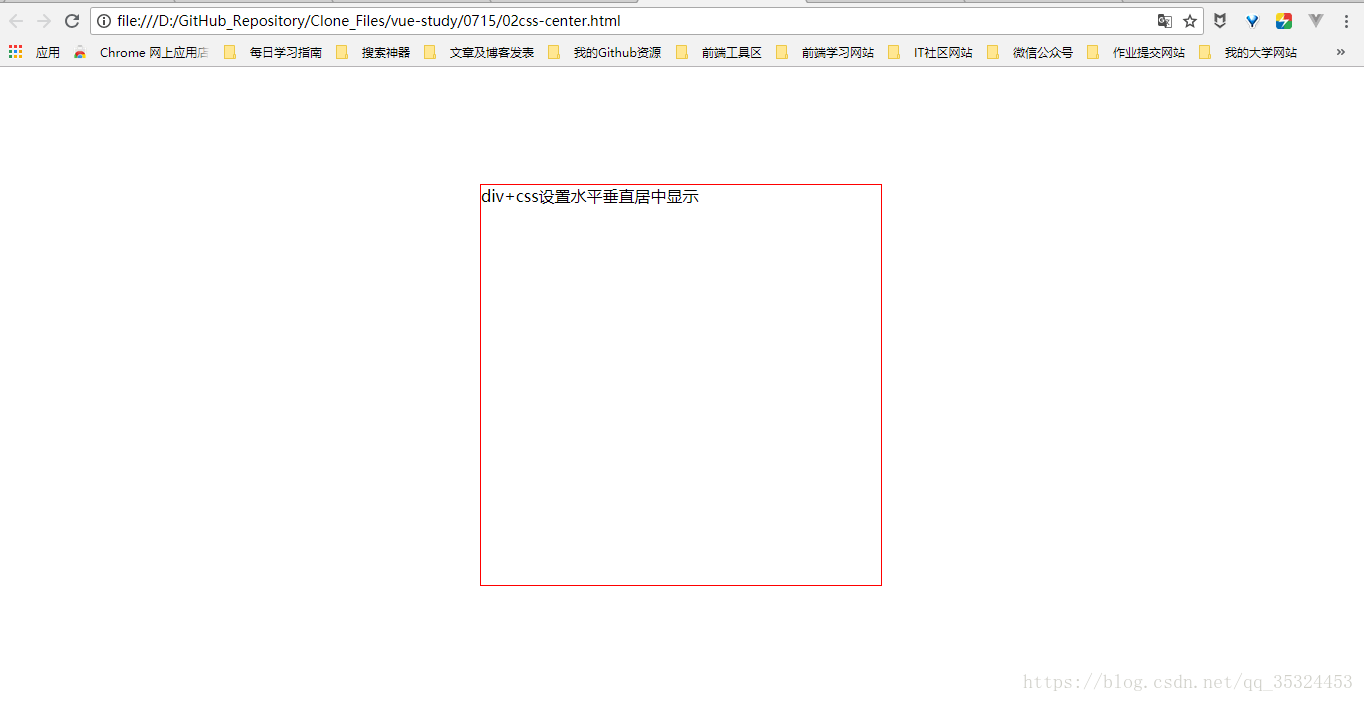 file:///D:/GitHub_Repository/Clone_Files/vue-study/0715/02css-center.html
应用 Chrome 网上应用店 每日学习指南 搜索神器 文章及博客发表 我的Github资源 前端工具区 前端学习网站 IT社区网站 微信公众号 作业提交网站 我的大学网站 »
div+css设置水平垂直居中显示
https://blog.csdn.net/qq_35324453